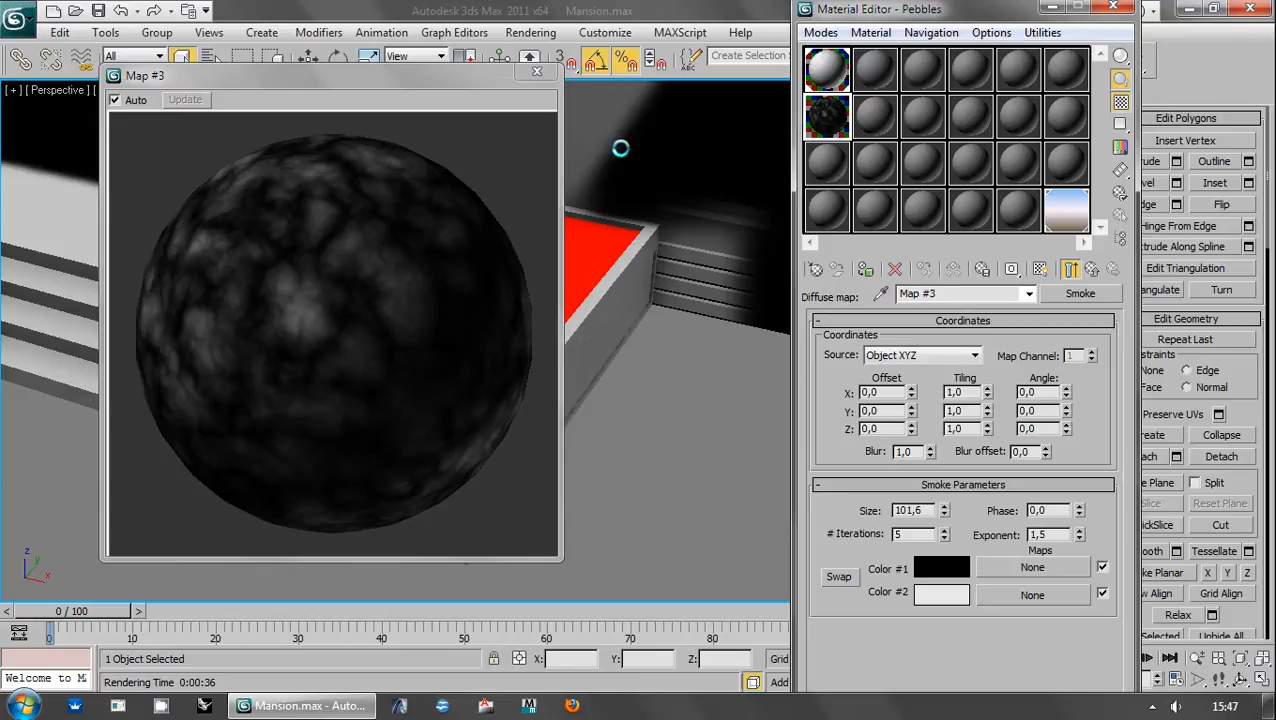 Autodesk 3ds Max 2011 x64 Mansion.max
Material Editor - Pebbles
Edit Tools Group Views Create Modifiers Animation Graph Editors Rendering Customize MAXScript Help
Modes Material Navigation Options Utilities
All
View
3
Create Selection S
Map #3
Auto Update
[ + ] [ Perspective ] [
Edit Polygons
Insert Vertex
Outline
Inset
Flip
Hinge From Edge
xtrude Along Spline
Edit Triangulation
Turn
Diffuse map: Map #3 Smoke
- Coordinates
Coordinates
Source: Object XYZ Map Channel: 1
Offset Tiling Angle:
X: 0,0 1,0 0,0
Y: 0,0 1,0 0,0
Z: 0,0 1,0 0,0
Blur: 1,0 Blur offset: 0,0
- Smoke Parameters
Size: 101,6 Phase: 0,0
# Iterations: 5 Exponent: 1,5
Maps
Swap
Color #1 None
Color #2 None
Edit Geometry
Repeat Last
None Edge
Face Normal
Preserve UVs
Collapse
Detach
Split
Reset Plane
Cut
Tessellate
X Y Z
Grid Align
Relax
z
y
x
0 / 100
0 10 20 30 40 50 60 70 80
1 Object Selected X: Y: Z: Grid
Welcome to M
Rendering Time 0:00:36
Add
Mansion.max - Auto...
15:47